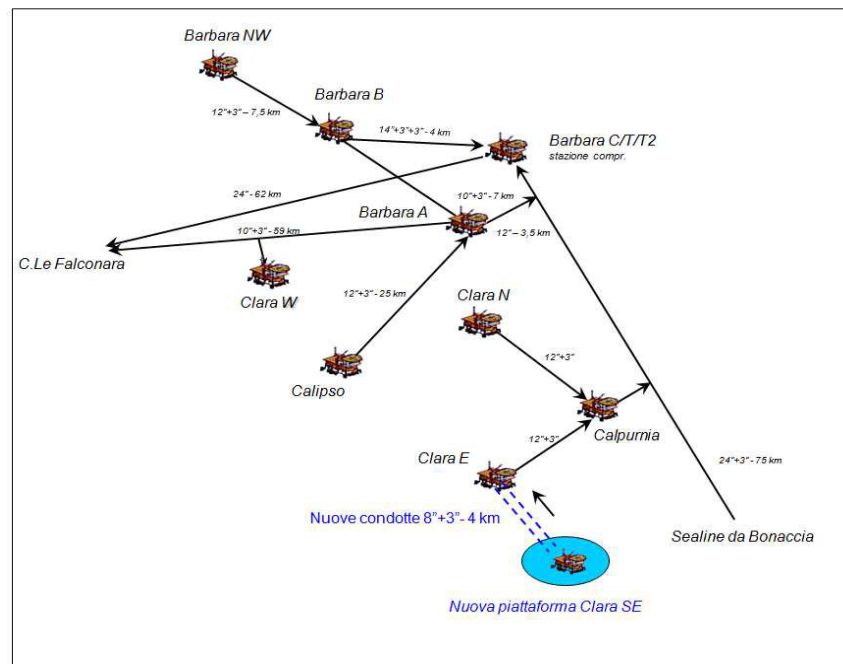 Barbara NW
12"+3" – 7,5 km
Barbara B
14"+3"+3" - 4 km
Barbara C/T/T2
stazione compr.
24" - 62 km
10"+3" - 7 km
Barbara A
10"+3" - 59 km
12" – 3,5 km
C.Le Falconara
Clara W
12"+3" - 25 km
Clara N
12"+3"
Calipso
Calpurnia
12"+3"
Clara E
24"+3" - 75 km
Nuove condotte 8"+3" - 4 km
Sealine da Bonaccia
Nuova piattaforma Clara SE